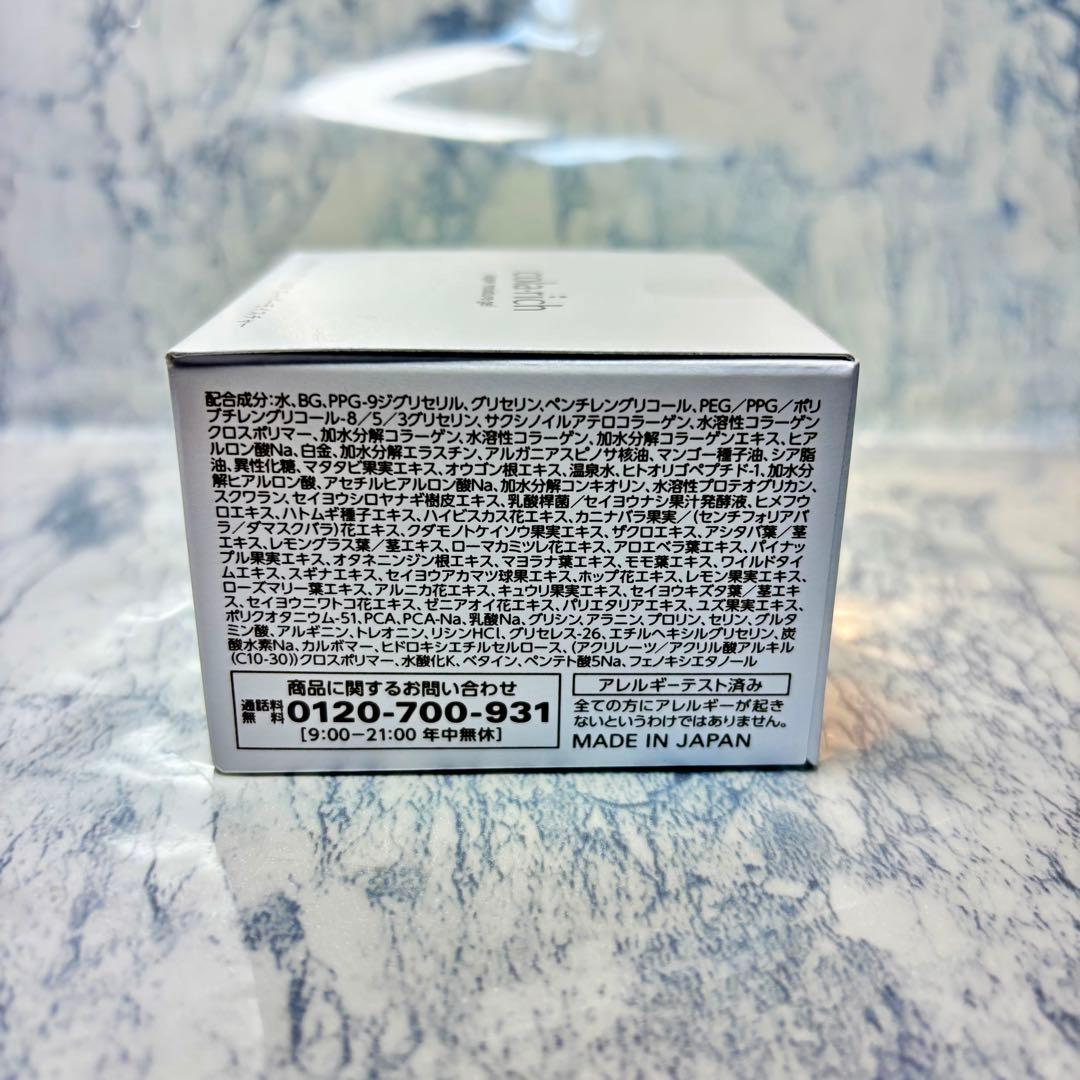 cola·rich
配合成分:水、BG、PPG-9ジグリセリル、グリセリン、ペンチレングリコール、PEG/PPG/ポリ
ブチレングリコール-8/5/3グリセリン、サクシノイルアテロコラーゲン、水溶性コラーゲン
クロスポリマー、加水分解コラーゲン、水溶性コラーゲン、加水分解コラーゲンエキス、ヒア
ルロン酸Na、白金、加水分解エラスチン、アルガニアスピノサ核油、マンゴー種子油、シア脂
油、異性化糖、マタタビ果実エキス、オウゴン根エキス、温泉水、ヒトオリゴペプチド-1、加水分
解ヒアルロン酸、アセチルヒアルロン酸Na、加水分解コンキオリン、水溶性プロテオグリカン、
スクワラン、セイヨウシロヤナギ樹皮エキス、乳酸桿菌/セイヨウナシ果汁発酵液、ヒメフウ
ロエキス、ハトムギ種子エキス、ハイビスカス花エキス、カニナバラ果実/(センチフォリアバ
ラ/ダマスクバラ)花エキス、クダモノトケイソウ果実エキス、ザクロエキス、アシタバ葉/茎
エキス、レモングラス葉/茎エキス、ローマカミツレ花エキス、アロエベラ葉エキス、パイナッ
プル果実エキス、オタネニンジン根エキス、マヨラナ葉エキス、モモ葉エキス、ワイルドタイ
ムエキス、スギナエキス、セイヨウアカマツ球果エキス、ホップ花エキス、レモン果実エキス、
ローズマリー葉エキス、アルニカ花エキス、キュウリ果実エキス、セイヨウキズタ葉/茎エキ
ス、セイヨウニワトコ花エキス、ゼニアオイ花エキス、パリエタリアエキス、ユズ果実エキス、
ポリクオタニウム-51、PCA、PCA-Na、乳酸Na、グリシン、アラニン、プロリン、セリン、グルタ
ミン酸、アルギニン、トレオニン、リシンHCl、グリセレス-26、エチルヘキシルグリセリン、炭
酸水素Na、カルボマー、ヒドロキシエチルセルロース、(アクリレーツ/アクリル酸アルキル
(C10-30))クロスポリマー、水酸化K、ベタイン、ペンテト酸5Na、フェノキシエタノール
商品に関するお問い合わせ
通話料無料 0120-700-931
[9:00-21:00 年中無休]
アレルギーテスト済み
全ての方にアレルギーが起き
ないというわけではありません。
MADE IN JAPAN